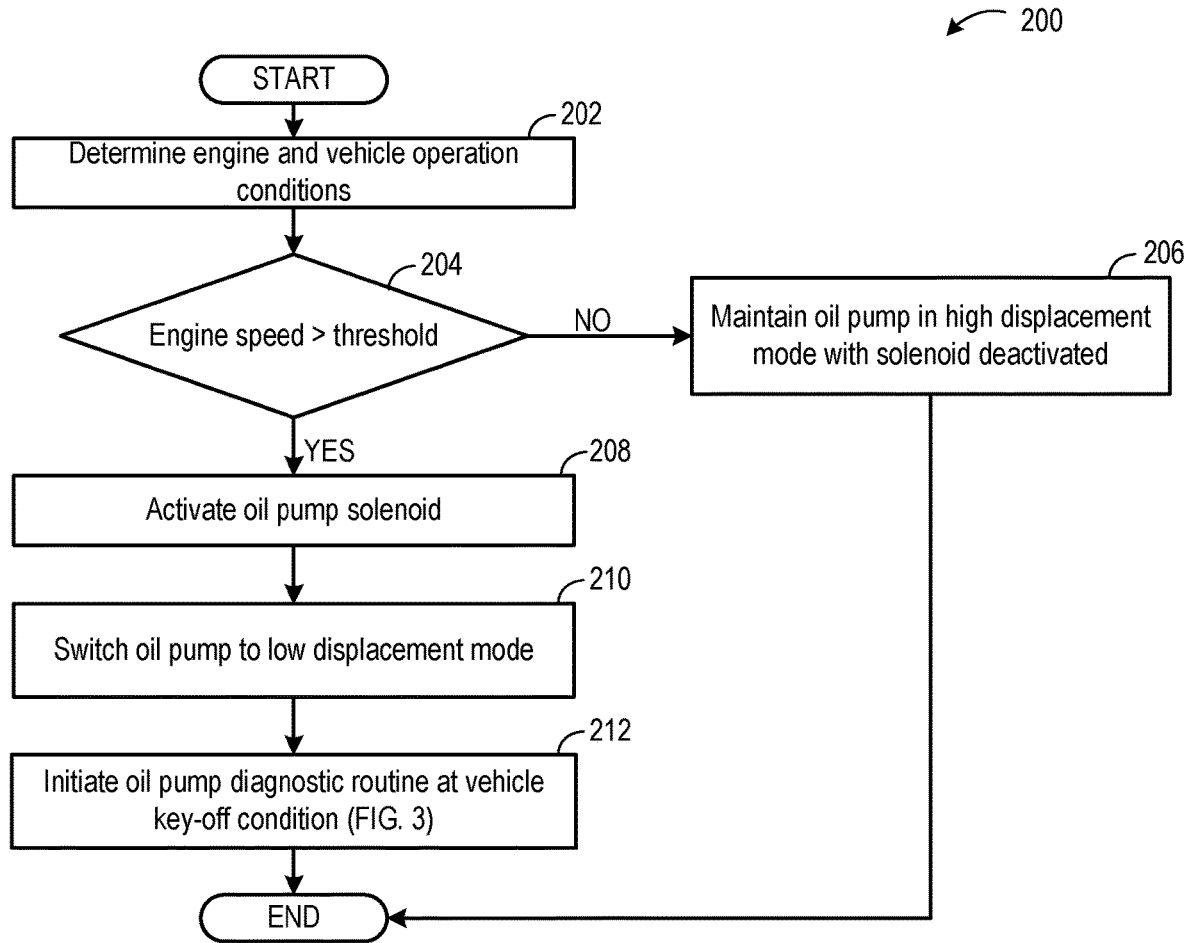 200
START
202
Determine engine and vehicle operation
conditions
204
Engine speed > threshold
NO
206
Maintain oil pump in high displacement
mode with solenoid deactivated
YES
208
Activate oil pump solenoid
210
Switch oil pump to low displacement mode
212
Initiate oil pump diagnostic routine at vehicle
key-off condition (FIG. 3)
END